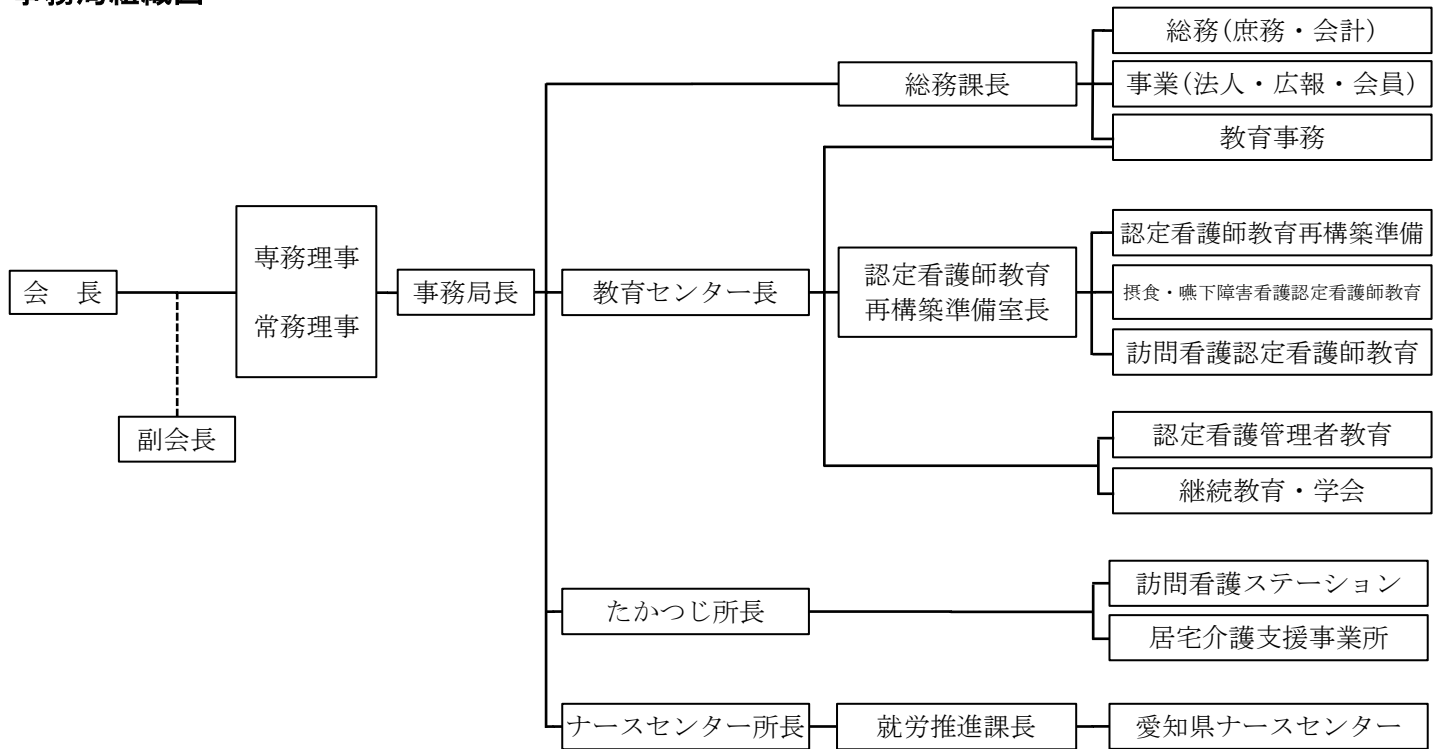 事務局組織図
総務(庶務・会計)
総務課長
事業(法人・広報・会員)
教育事務
専務理事
常務理事
会　長
副会長
事務局長
教育センター長
認定看護師教育
再構築準備室長
認定看護師教育再構築準備
摂食・嚥下障害看護認定看護師教育
訪問看護認定看護師教育
認定看護管理者教育
継続教育・学会
たかつじ所長
訪問看護ステーション
居宅介護支援事業所
ナースセンター所長
就労推進課長
愛知県ナースセンター